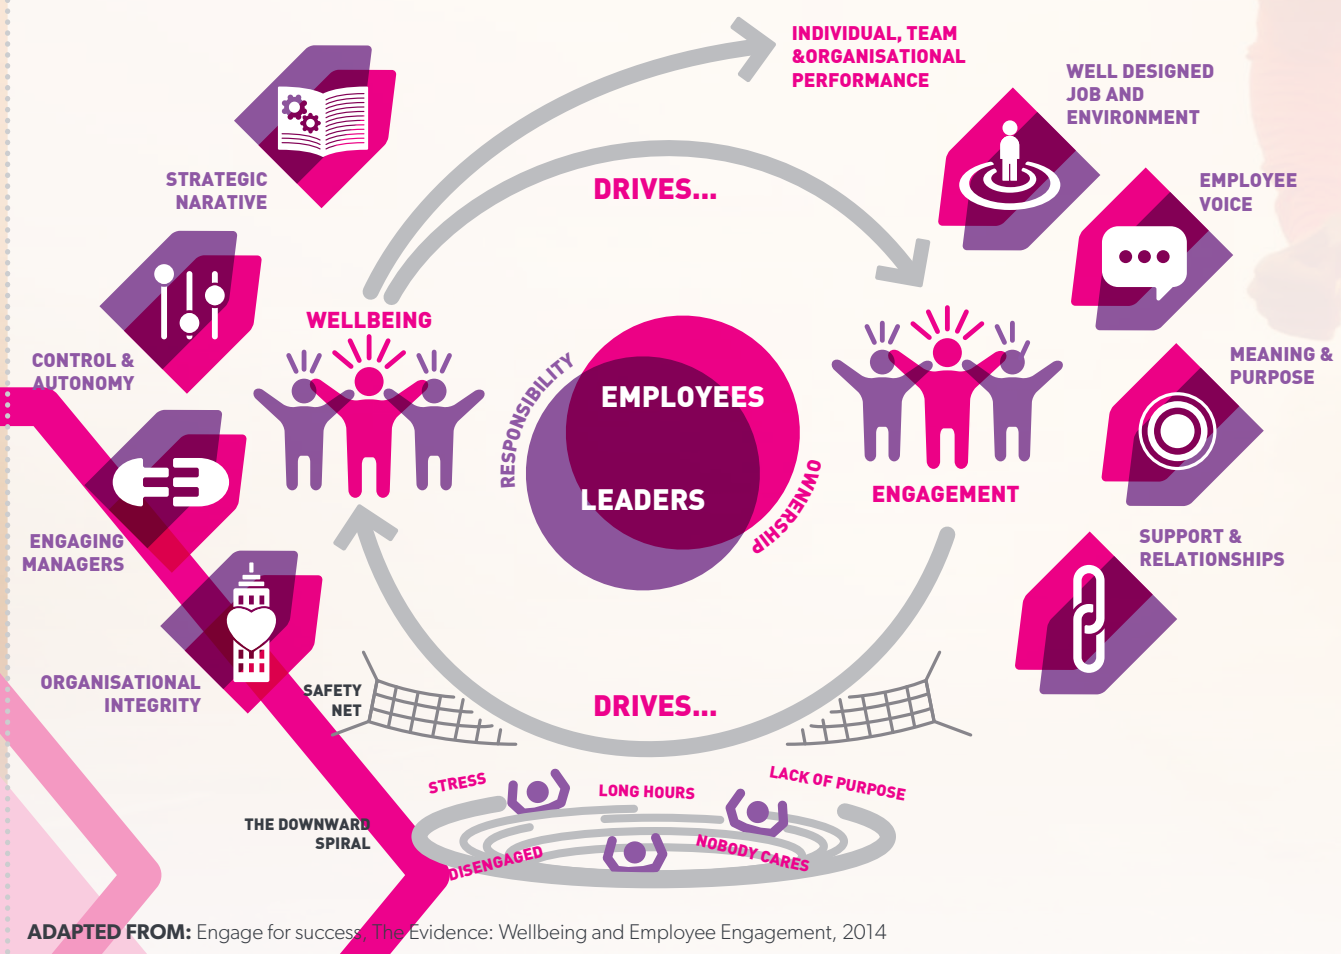 INDIVIDUAL, TEAM
&ORGANISATIONAL
PERFORMANCE
WELL DESIGNED
JOB AND
ENVIRONMENT
STRATEGIC
NARATIVE
DRIVES...
EMPLOYEE
VOICE
WELLBEING
CONTROL &
AUTONOMY
RESPONSIBILITY
EMPLOYEES
LEADERS
OWNERSHIP
ENGAGEMENT
MEANING &
PURPOSE
ENGAGING
MANAGERS
SUPPORT &
RELATIONSHIPS
ORGANISATIONAL
INTEGRITY
SAFETY
NET
DRIVES...
STRESS
LONG HOURS
LACK OF PURPOSE
THE DOWNWARD
SPIRAL
DISENGAGED
NOBODY CARES
ADAPTED FROM: Engage for success, The Evidence: Wellbeing and Employee Engagement, 2014